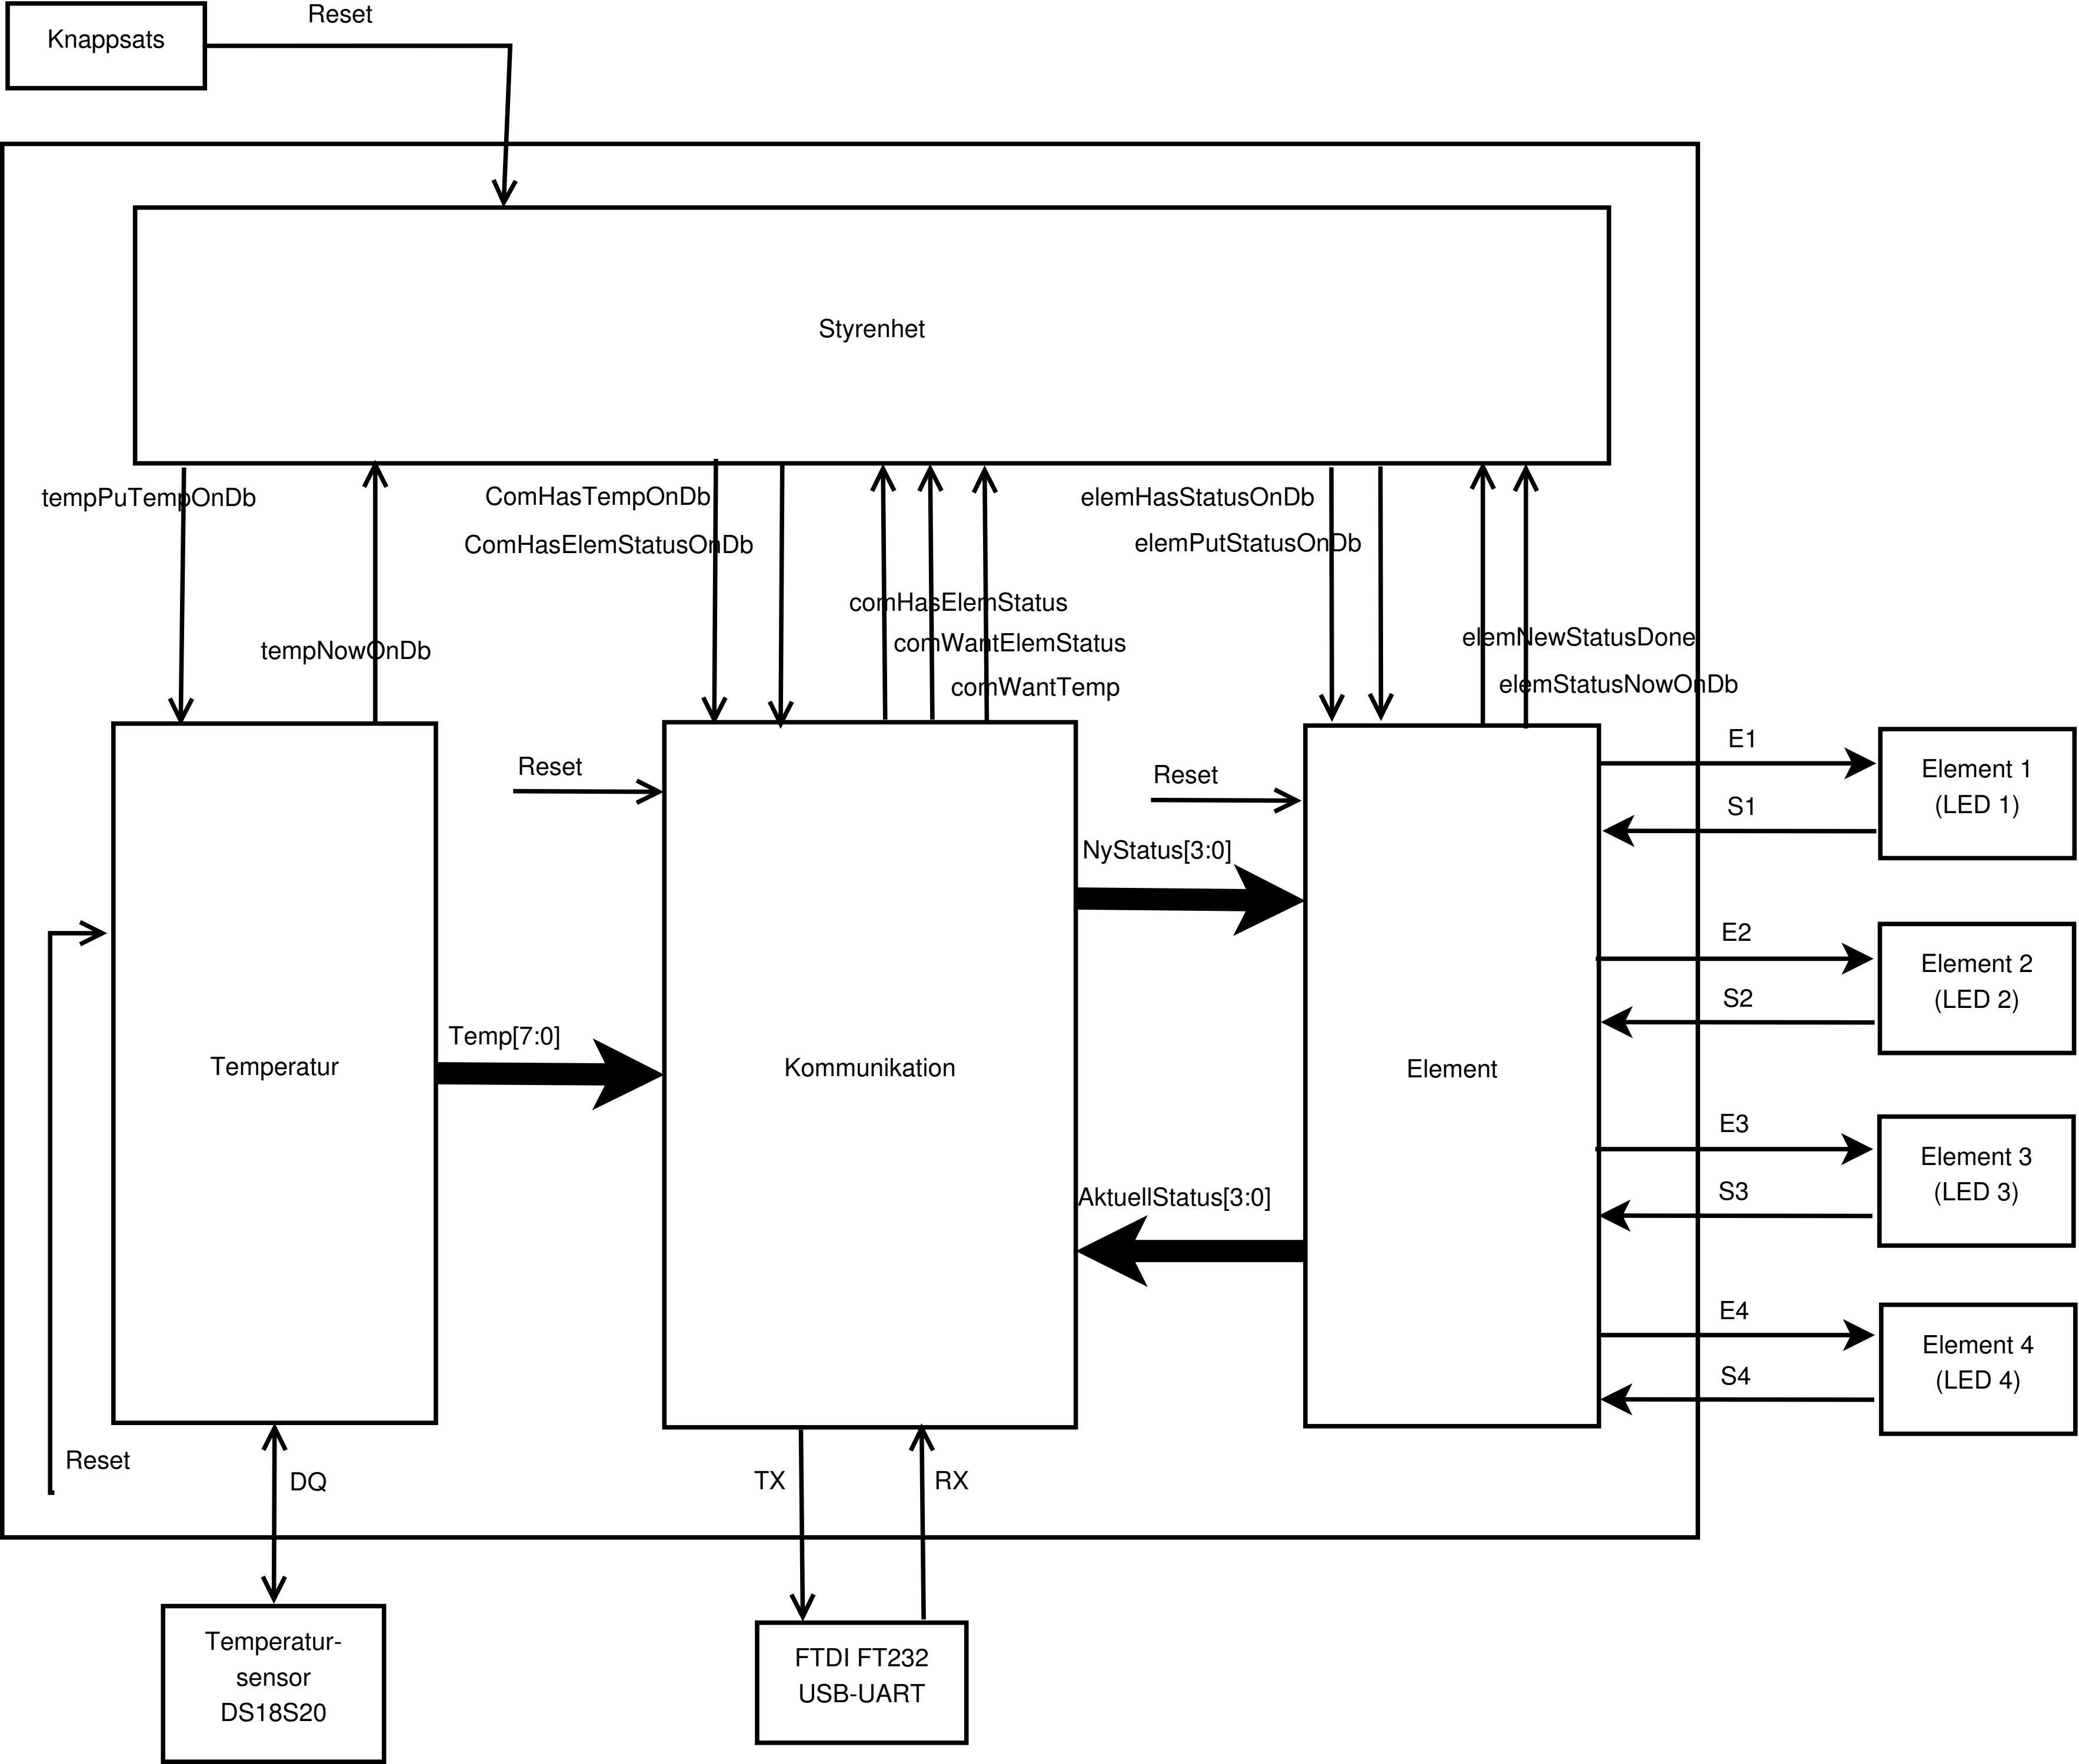 Reset
Knappsats
Styrenhet
tempPuTempOnDb
ComHasTempOnDb
elemHasStatusOnDb
ComHasElemStatusOnDb
elemPutStatusOnDb
comHasElemStatus
tempNowOnDb
comWantElemStatus
elemNewStatusDone
comWantTemp
elemStatusNowOnDb
E1
Reset
Reset
Element 1
(LED 1)
S1
NyStatus[3:0]
E2
Element 2
(LED 2)
S2
Temp[7:0]
Temperatur
Kommunikation
Element
E3
Element 3
(LED 3)
S3
AktuellStatus[3:0]
E4
Element 4
(LED 4)
S4
Reset
DQ
TX
RX
Temperatur-
sensor
DS18S20
FTDI FT232
USB-UART